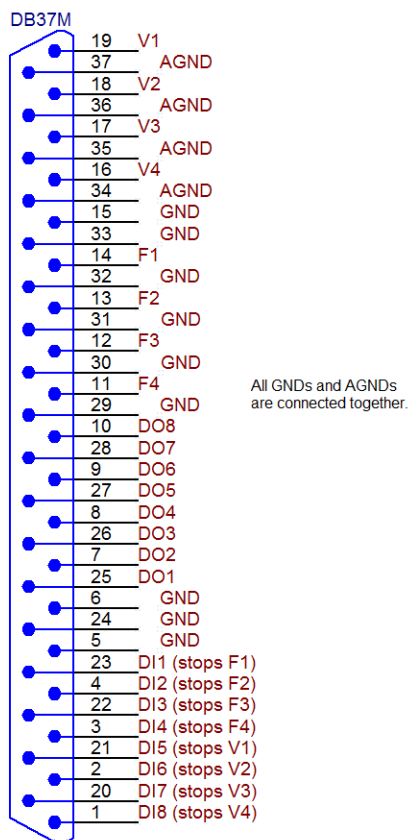 DB37M
19 V1
37 AGND
18 V2
36 AGND
17 V3
35 AGND
16 V4
34 AGND
15 GND
33 GND
14 F1
32 GND
13 F2
31 GND
12 F3
30 GND
11 F4
29 GND
10 DO8
28 DO7
9 DO6
27 DO5
8 DO4
26 DO3
7 DO2
25 DO1
6 GND
24 GND
5 GND
23 DI1 (stops F1)
4 DI2 (stops F2)
22 DI3 (stops F3)
3 DI4 (stops F4)
21 DI5 (stops V1)
2 DI6 (stops V2)
20 DI7 (stops V3)
1 DI8 (stops V4)
All GNDs and AGNDs
are connected together.